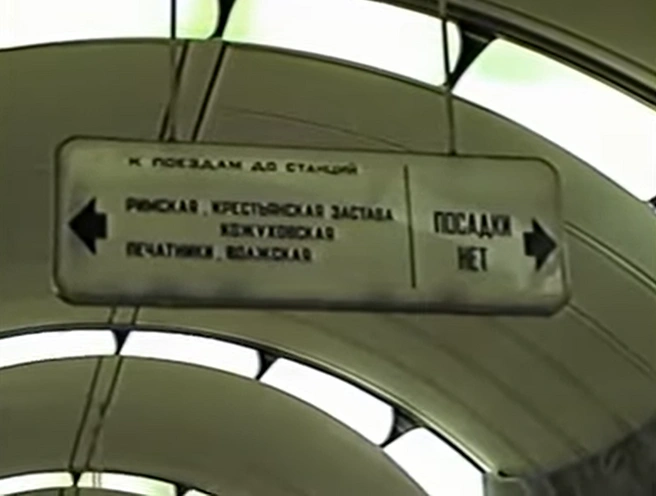 К ПОЕЗДАМ ДО СТАНЦИЙ
РИМСКАЯ, КРЕСТЬЯНСКАЯ ЗАСТАВА
КОЖУХОВСКАЯ
ПЕЧАТНИКИ, ВОЛЖСКАЯ
ПОСАДКИ
НЕТ